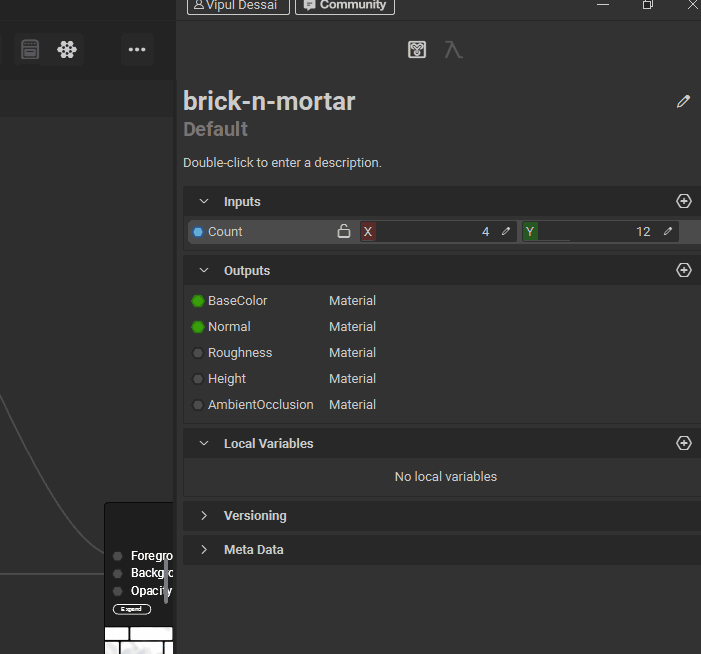 Vipul Dessai
Community
brick-n-mortar
Default
Double-click to enter a description.
Inputs
Count X 4 Y 12
Outputs
BaseColor Material
Normal Material
Roughness Material
Height Material
AmbientOcclusion Material
Local Variables
No local variables
Versioning
Meta Data
Foregro
Backgro
Opacity
Expand